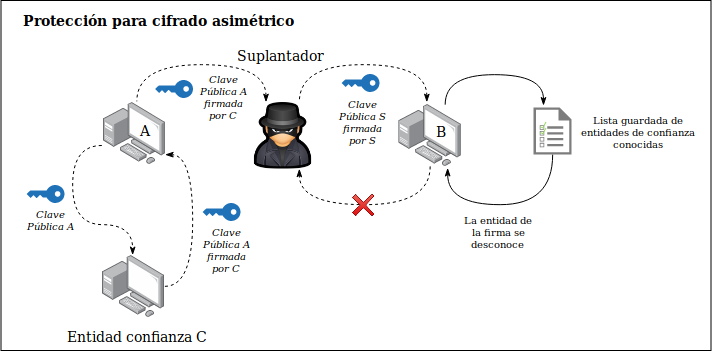 Protección para cifrado asimétrico
Suplantador
Clave
Pública A
firmada
por C
Clave
Pública S
firmada
por S
A
B
Lista guardada de
entidades de confianza
conocidas
Clave
Pública A
Clave
Pública A
firmada
por C
La entidad de
la firma se
desconoce
Entidad confianza C